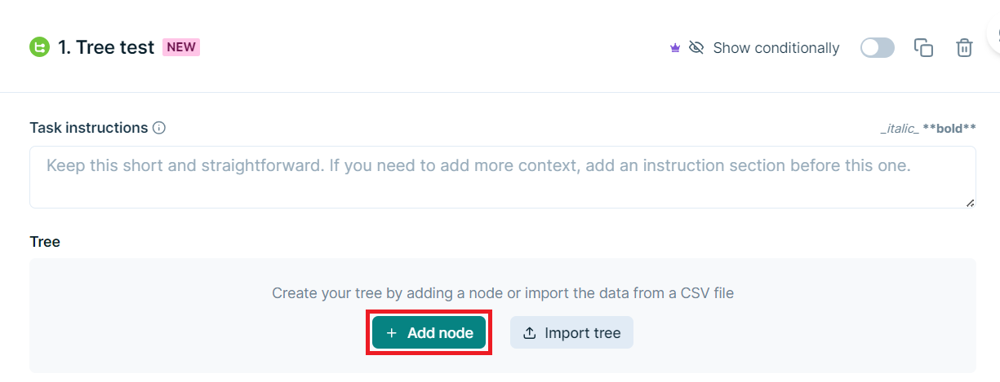 1. Tree test NEW
Show conditionally
Task instructions
_italic_ **bold**
Keep this short and straightforward. If you need to add more context, add an instruction section before this one.
Tree
Create your tree by adding a node or import the data from a CSV file
+ Add node
Import tree